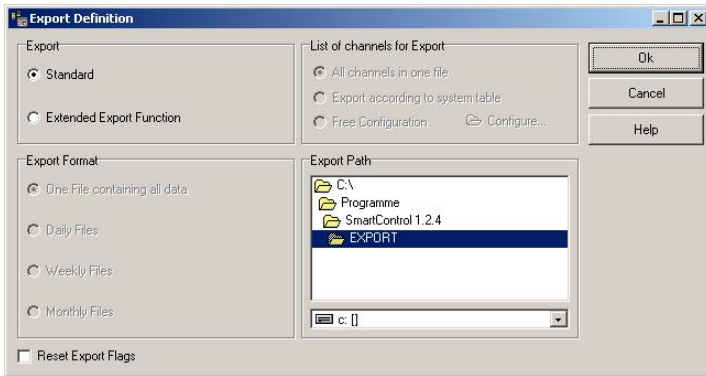 Export Definition
Export
Standard
Extended Export Function
List of channels for Export
All channels in one file
Export according to system table
Free Configuration
Configure...
Ok
Cancel
Help
Export Format
One File containing all data
Daily Files
Weekly Files
Monthly Files
Export Path
C:\
Programme
SmartControl 1.2.4
EXPORT
c: []
Reset Export Flags